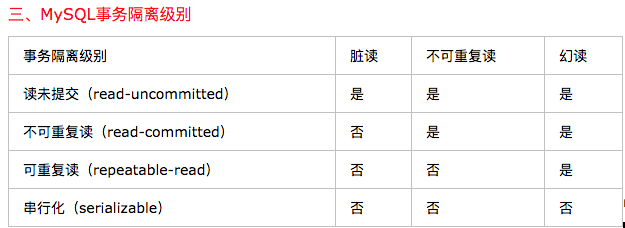 三、MySQL事务隔离级别
事务隔离级别 脏读 不可重复读 幻读
读未提交（read-uncommitted） 是 是 是
不可重复读（read-committed） 否 是 是
可重复读（repeatable-read） 否 否 是
串行化（serializable） 否 否 否